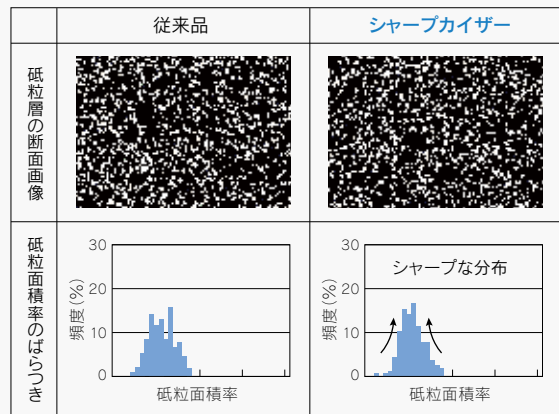 従来品
シャープカイザー
砥粒層の断面画像
砥粒面積率のばらつき
30
20
10
0
頻度(%)
砥粒面積率
30
20
10
0
頻度(%)
シャープな分布
砥粒面積率